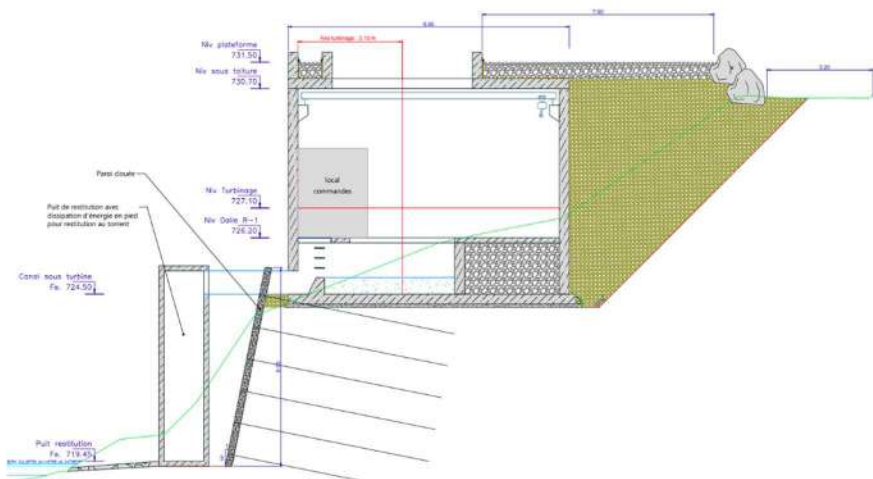 7.90
Niv plateforme
731.50
Niv sous toiture
730.70
Paroi clouée
local
commandes
Niv Turbinage
727.10
Niv Dalle R-1
726.20
Puit de restitution avec
dissipation d'énergie en pied
pour restitution au torrent
Canal sous turbine
Fe. 724.50
Puit restitution
Fe. 719.45